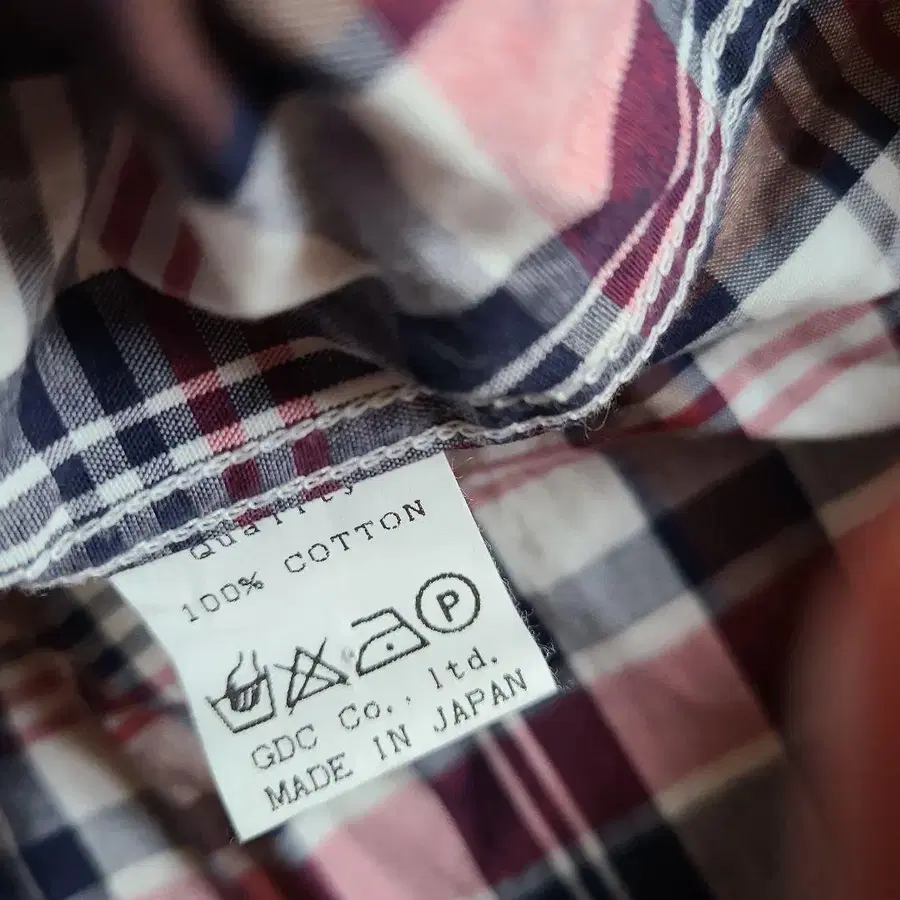 Quality
100% COTTON
P
GDC Co., ltd.
MADE IN JAPAN